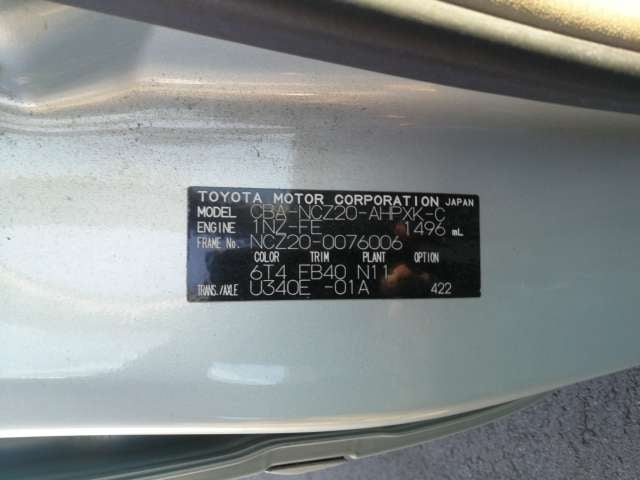 TOYOTA MOTOR CORPORATION JAPAN
MODEL CBA-NCZ20-AHPXK-C
ENGINE 1NZ-FE 1496 mL
FRAME No. NCZ20-0076006
COLOR TRIM PLANT OPTION
6T4 FB40 N11
TRANS./AXLE U340E -01A 422